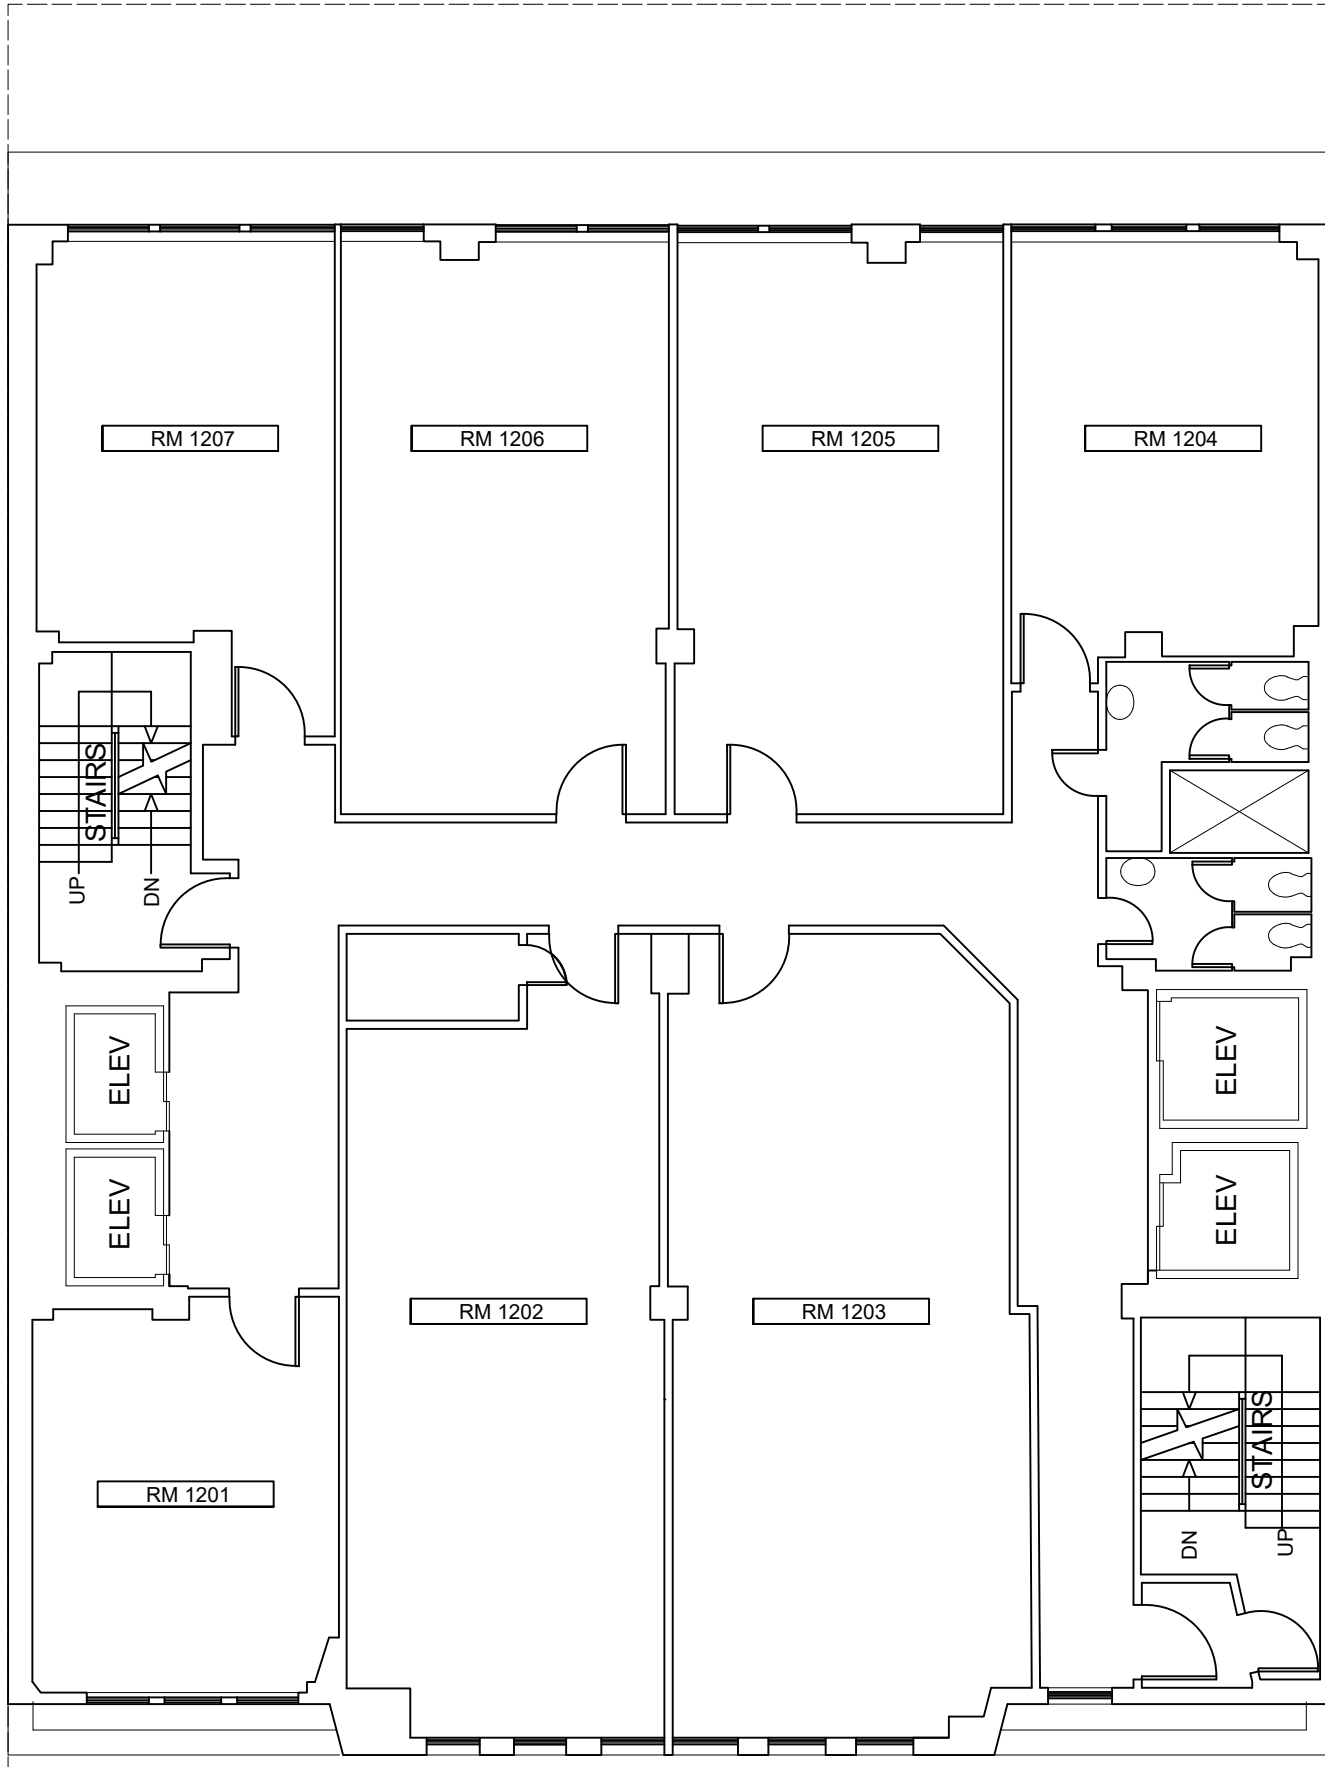 RM 1207
RM 1206
RM 1205
RM 1204
STAIRS
UP
DN
ELEV
ELEV
ELEV
ELEV
RM 1202
RM 1203
RM 1201
STAIRS
DN
UP